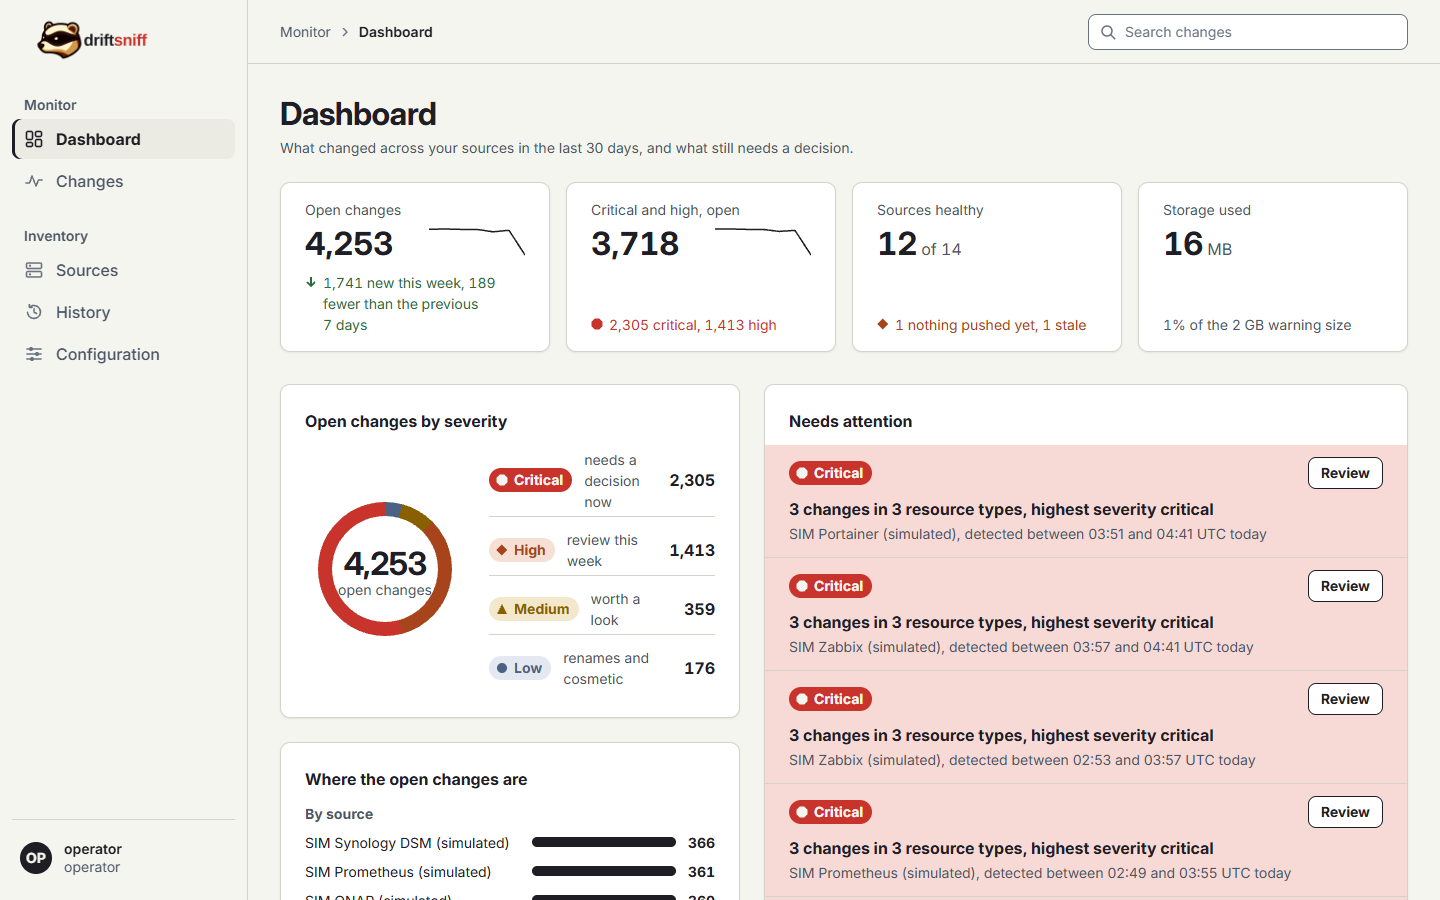 driftsniff
Monitor
Dashboard
Changes
Inventory
Sources
History
Configuration
OP
operator
operator
Monitor > Dashboard
Search changes
Dashboard
What changed across your sources in the last 30 days, and what still needs a decision.
Open changes
4,253
1,741 new this week, 189
fewer than the previous
7 days
Critical and high, open
3,718
2,305 critical, 1,413 high
Sources healthy
12 of 14
1 nothing pushed yet, 1 stale
Storage used
16 MB
1% of the 2 GB warning size
Open changes by severity
4,253
open changes
Critical
needs a
decision
now
2,305
High
review this
week
1,413
Medium
worth a
look
359
Low
renames and
cosmetic
176
Where the open changes are
By source
SIM Synology DSM (simulated) 366
SIM Prometheus (simulated) 361
SIM QNAP (simulated) 360
Needs attention
Critical
Review
3 changes in 3 resource types, highest severity critical
SIM Portainer (simulated), detected between 03:51 and 04:41 UTC today
Critical
Review
3 changes in 3 resource types, highest severity critical
SIM Zabbix (simulated), detected between 03:57 and 04:41 UTC today
Critical
Review
3 changes in 3 resource types, highest severity critical
SIM Zabbix (simulated), detected between 02:53 and 03:57 UTC today
Critical
Review
3 changes in 3 resource types, highest severity critical
SIM Prometheus (simulated), detected between 02:49 and 03:55 UTC today